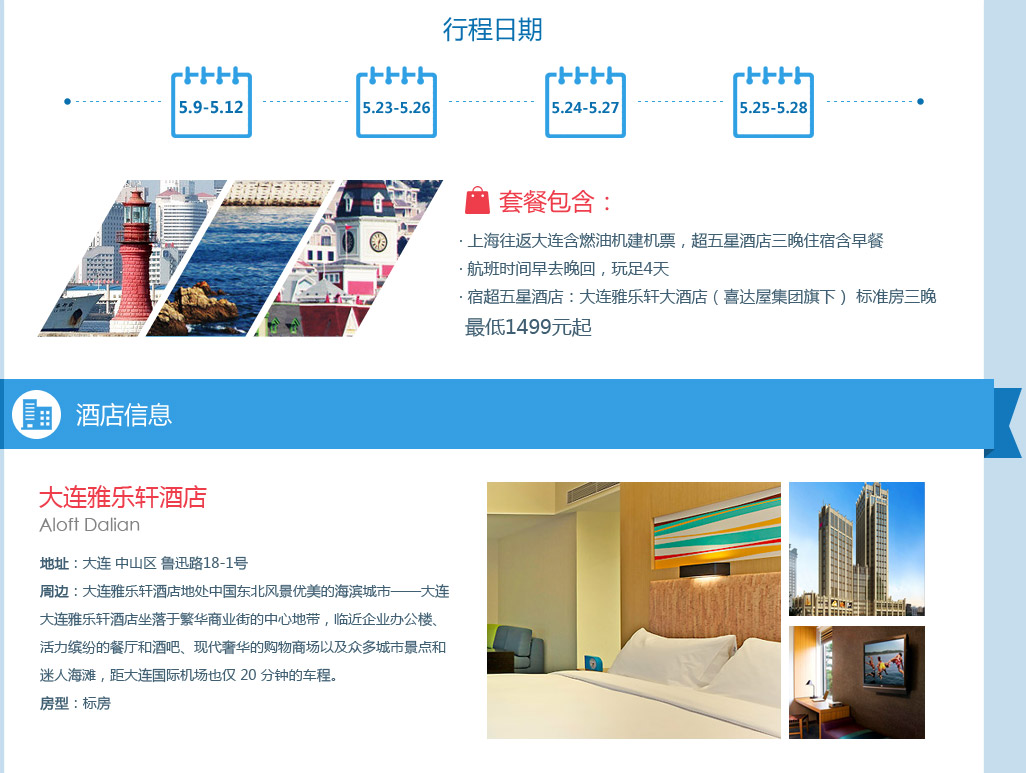 行程日期
5.9-5.12
5.23-5.26
5.24-5.27
5.25-5.28
套餐包含：
· 上海往返大连含燃油机建机票，超五星酒店三晚住宿含早餐
· 航班时间早去晚回，玩足4天
· 宿超五星酒店：大连雅乐轩大酒店（喜达屋集团旗下 ） 标准房三晚
最低1499元起
酒店信息
大连雅乐轩酒店
Aloft Dalian
地址：大连 中山区 鲁迅路18-1号
周边：大连雅乐轩酒店地处中国东北风景优美的海滨城市——大连
大连雅乐轩酒店坐落于繁华商业街的中心地带，临近企业办公楼、
活力缤纷的餐厅和酒吧、现代奢华的购物商场以及众多城市景点和
迷人海滩，距大连国际机场也仅 20 分钟的车程。
房型：标房